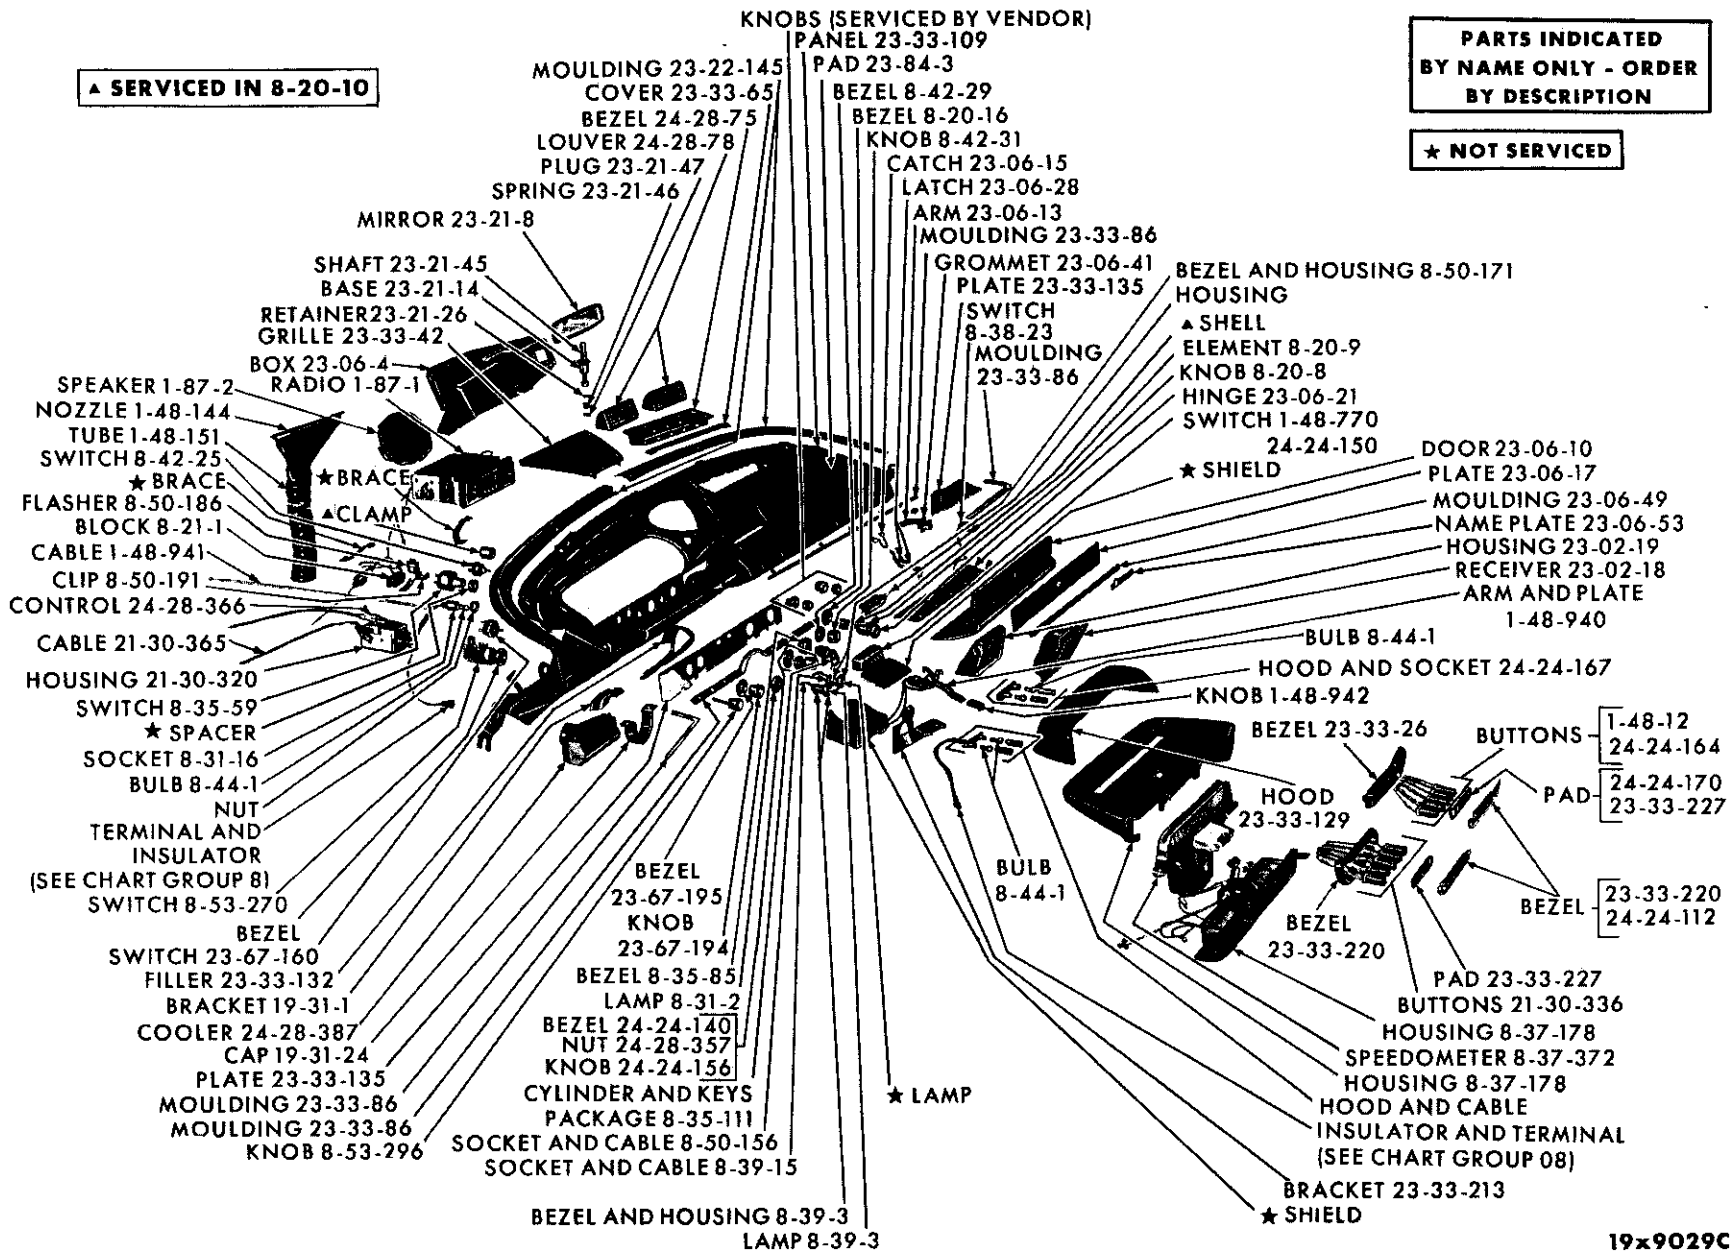 KNOBS (SERVICED BY VENDOR)
PANEL 23-33-109
MOULDING 23-22-145
PAD 23-84-3
COVER 23-33-65
BEZEL 8-42-29
BEZEL 24-28-75
BEZEL 8-20-16
LOUVER 24-28-78
KNOB 8-42-31
PLUG 23-21-47
CATCH 23-06-15
SPRING 23-21-46
LATCH 23-06-28
MIRROR 23-21-8
ARM 23-06-13
MOULDING 23-33-86
SHAFT 23-21-45
GROMMET 23-06-41
BASE 23-21-14
PLATE 23-33-135
RETAINER 23-21-26
SWITCH
8-38-23
GRILLE 23-33-42
MOULDING
23-33-86
▲ SERVICED IN 8-20-10
PARTS INDICATED
BY NAME ONLY - ORDER
BY DESCRIPTION
★ NOT SERVICED
BOX 23-06-4
RADIO 1-87-1
SPEAKER 1-87-2
NOZZLE 1-48-144
TUBE 1-48-151
SWITCH 8-42-25
★ BRACE
★ BRACE
FLASHER 8-50-186
▲ CLAMP
BLOCK 8-21-1
CABLE 1-48-941
CLIP 8-50-191
CONTROL 24-28-366
CABLE 21-30-365
HOUSING 21-30-320
SWITCH 8-35-59
★ SPACER
SOCKET 8-31-16
BULB 8-44-1
NUT
TERMINAL AND
INSULATOR
(SEE CHART GROUP 8)
SWITCH 8-53-270
BEZEL
SWITCH 23-67-160
FILLER 23-33-132
BRACKET 19-31-1
COOLER 24-28-387
CAP 19-31-24
PLATE 23-33-135
MOULDING 23-33-86
MOULDING 23-33-86
KNOB 8-53-296
BEZEL AND HOUSING 8-50-171
HOUSING
▲ SHELL
ELEMENT 8-20-9
KNOB 8-20-8
HINGE 23-06-21
SWITCH 1-48-770
24-24-150
★ SHIELD
DOOR 23-06-10
PLATE 23-06-17
MOULDING 23-06-49
NAME PLATE 23-06-53
HOUSING 23-02-19
RECEIVER 23-02-18
ARM AND PLATE
1-48-940
BULB 8-44-1
HOOD AND SOCKET 24-24-167
KNOB 1-48-942
BEZEL 23-33-26
BUTTONS
1-48-12
24-24-164
PAD
24-24-170
23-33-227
HOOD
23-33-129
BULB
8-44-1
BEZEL
23-33-220
24-24-112
BEZEL
23-33-220
PAD 23-33-227
BUTTONS 21-30-336
HOUSING 8-37-178
SPEEDOMETER 8-37-372
HOUSING 8-37-178
HOOD AND CABLE
INSULATOR AND TERMINAL
(SEE CHART GROUP 08)
BRACKET 23-33-213
★ SHIELD
BEZEL
23-67-195
KNOB
23-67-194
BEZEL 8-35-85
LAMP 8-31-2
BEZEL 24-24-140
NUT 24-28-357
KNOB 24-24-156
CYLINDER AND KEYS
PACKAGE 8-35-111
SOCKET AND CABLE 8-50-156
SOCKET AND CABLE 8-39-15
★ LAMP
BEZEL AND HOUSING 8-39-3
LAMP 8-39-3
19x9029C